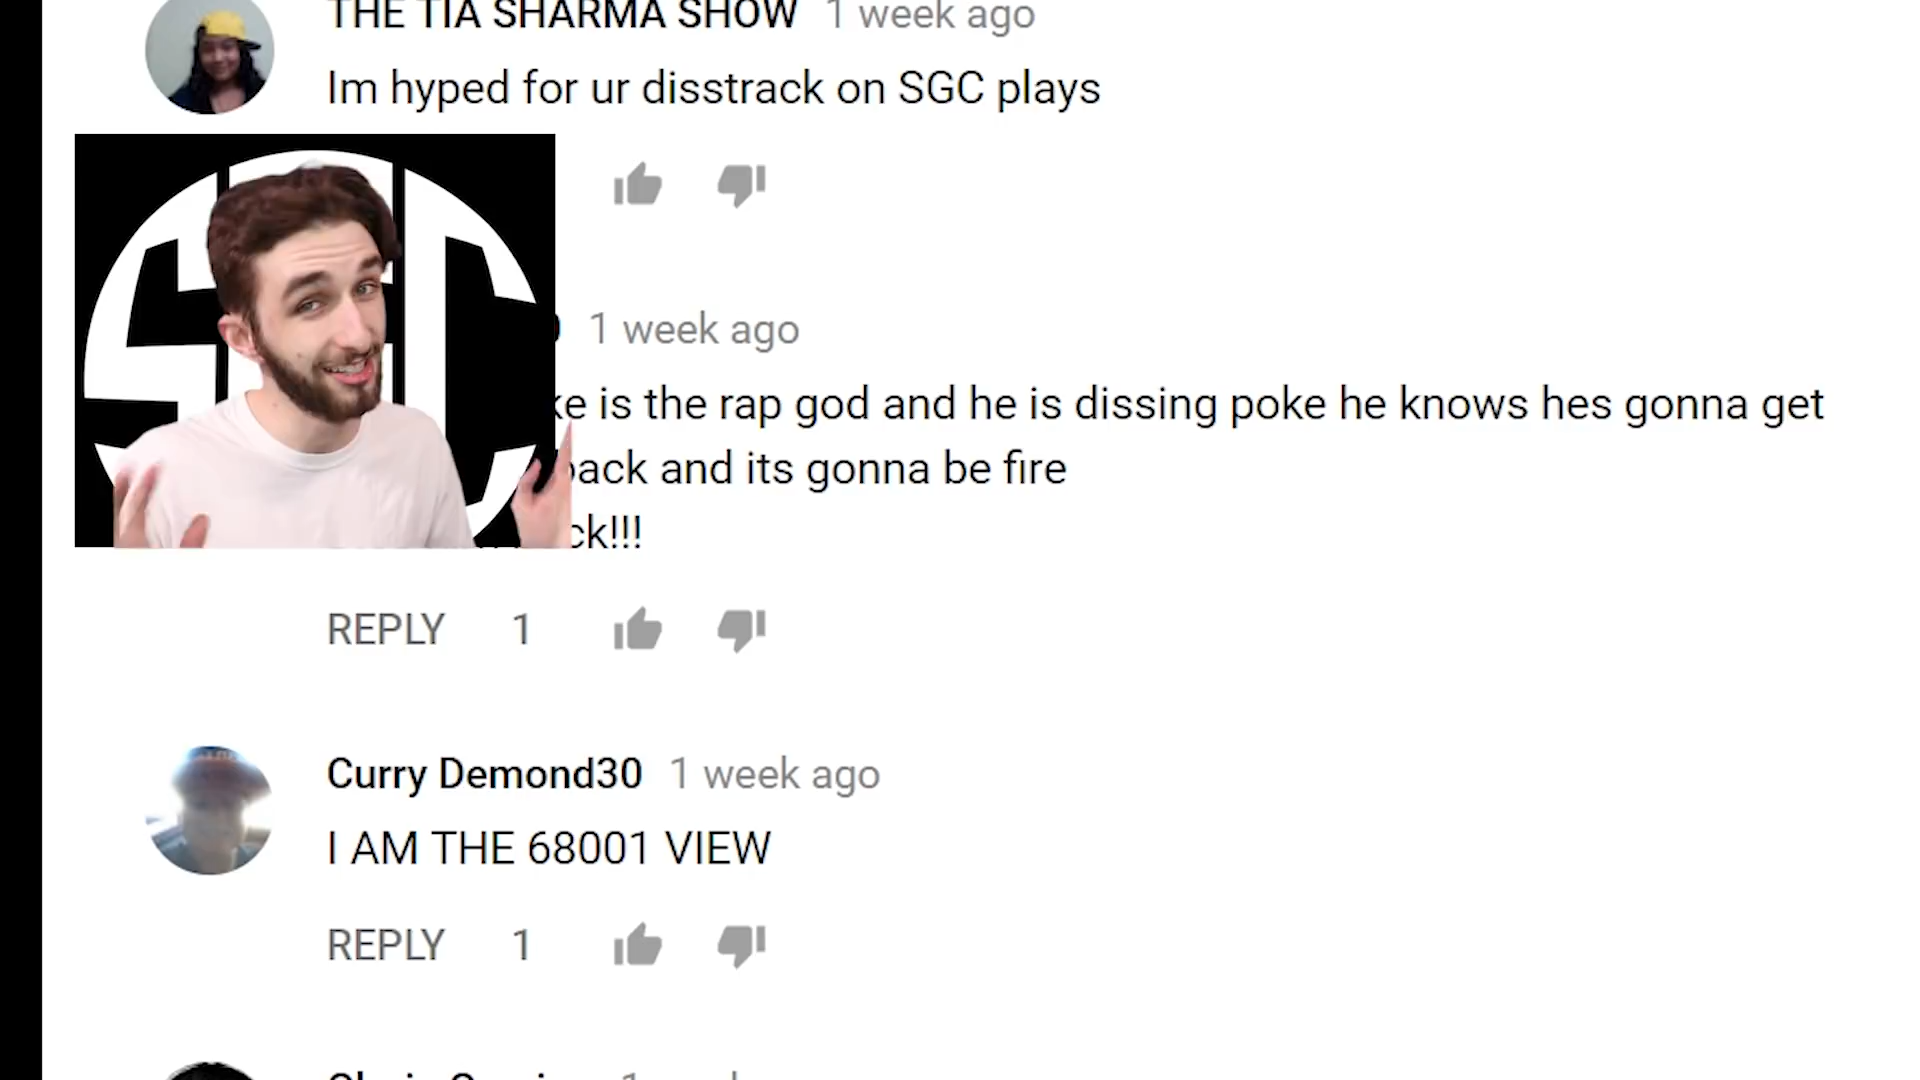 THE TIA SHARMA SHOW 1 week ago
Im hyped for ur disstrack on SGC plays
1 week ago
is the rap god and he is dissing poke he knows hes gonna get
back and its gonna be fire
REPLY 1
Curry Demond30 1 week ago
I AM THE 68001 VIEW
REPLY 1